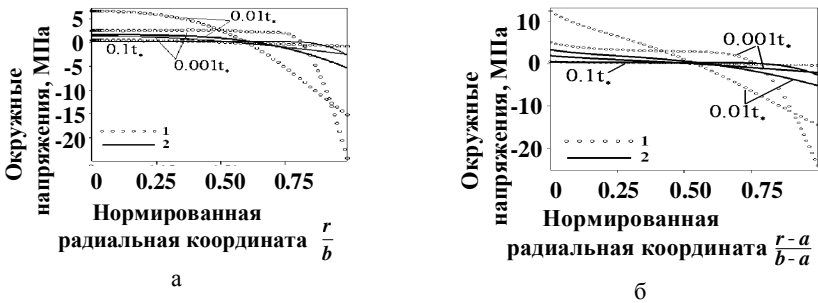 Окружные
напряжения, МПа
5
0
-5
-10
-15
-20
0.01t*
0.1t*
0.001t*
1
2
0 0.25 0.50 0.75
Нормированная
радиальная координата r/b
а
Окружные
напряжения, МПа
10
0
-10
-20
0.001t*
0.1t*
0.01t*
1
2
0 0.25 0.50 0.75
Нормированная
радиальная координата r - a/b - a
б